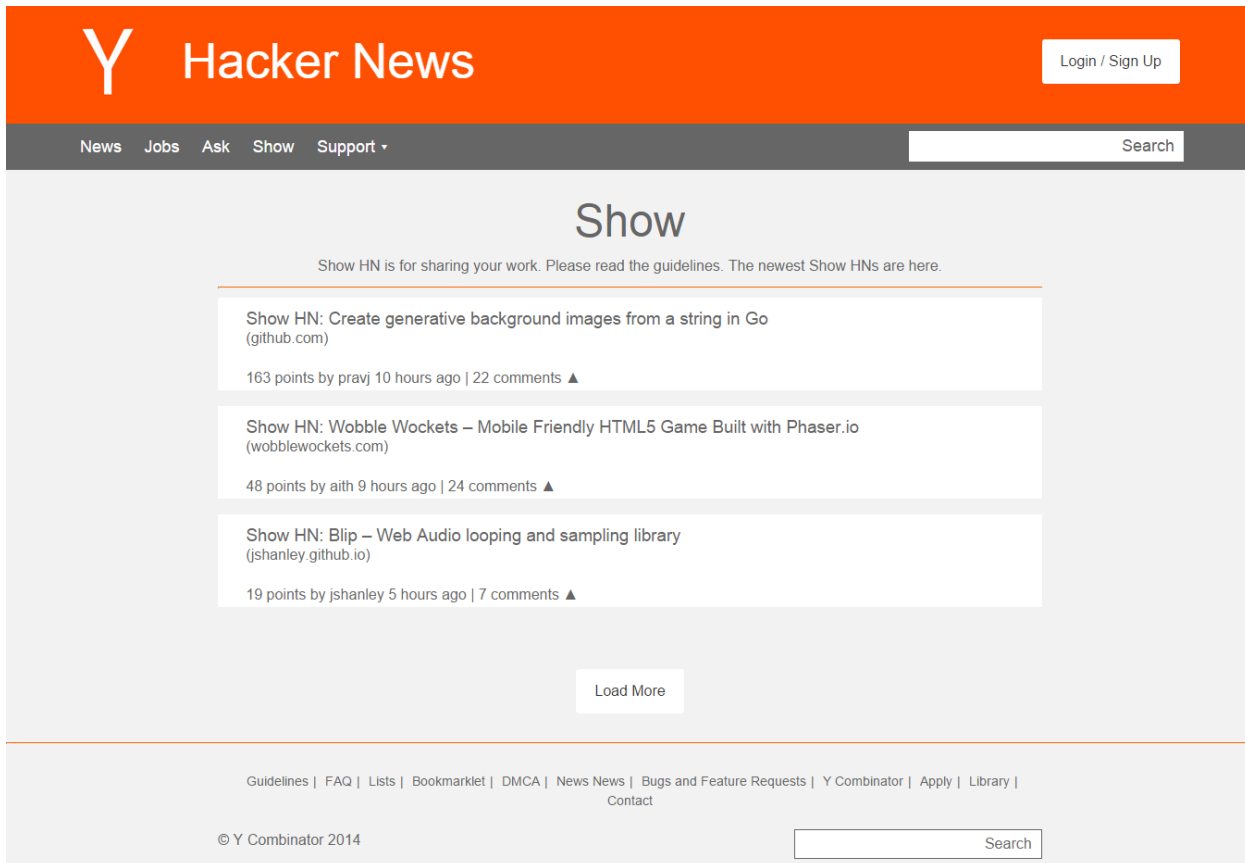 Y Hacker News
Login / Sign Up
News Jobs Ask Show Support
Search
Show
Show HN is for sharing your work. Please read the guidelines. The newest Show HNs are here.
Show HN: Create generative background images from a string in Go
(github.com)
163 points by pravj 10 hours ago | 22 comments ▲
Show HN: Wobble Wockets – Mobile Friendly HTML5 Game Built with Phaser.io
(wobblewockets.com)
48 points by aith 9 hours ago | 24 comments ▲
Show HN: Blip – Web Audio looping and sampling library
(jshanley.github.io)
19 points by jshanley 5 hours ago | 7 comments ▲
Load More
Guidelines | FAQ | Lists | Bookmarklet | DMCA | News News | Bugs and Feature Requests | Y Combinator | Apply | Library |
Contact
© Y Combinator 2014
Search